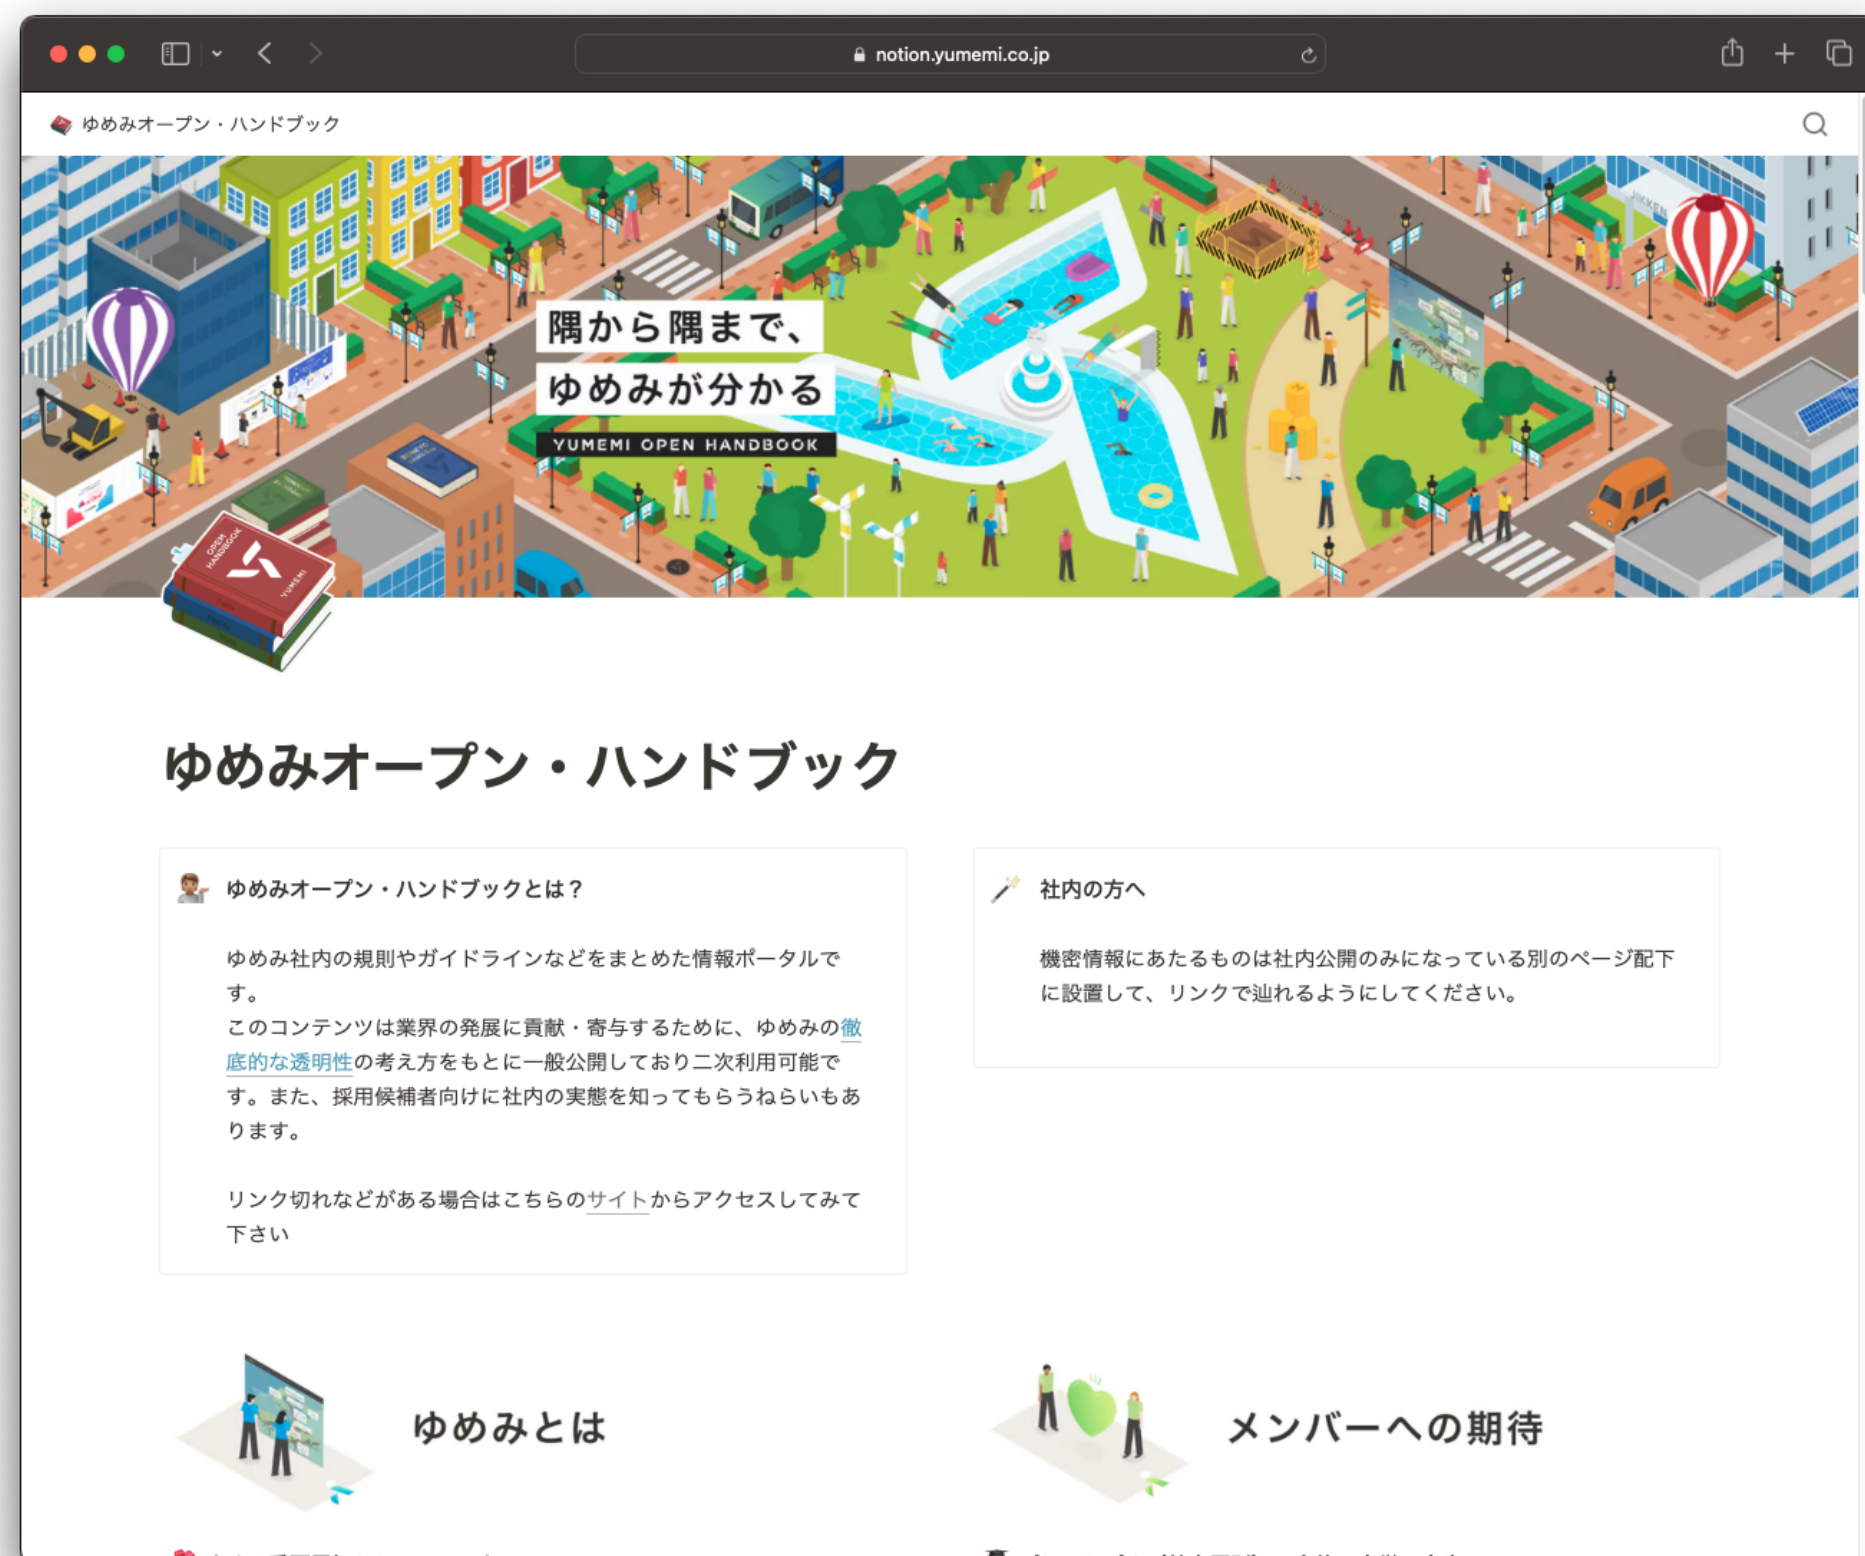 notion.yumemi.co.jp
ゆめみオープン・ハンドブック
JIKKEN
隅から隅まで、
ゆめみが分かる
YUMEMI OPEN HANDBOOK
OPEN
HANDBOOK
YUMEMI
ゆめみオープン・ハンドブック
ゆめみオープン・ハンドブックとは？
ゆめみ社内の規則やガイドラインなどをまとめた情報ポータルで
す。
このコンテンツは業界の発展に貢献・寄与するために、ゆめみの徹
底的な透明性の考え方をもとに一般公開しており二次利用可能で
す。また、採用候補者向けに社内の実態を知ってもらうねらいもあ
ります。
リンク切れなどがある場合はこちらのサイトからアクセスしてみて
下さい
社内の方へ
機密情報にあたるものは社内公開のみになっている別のページ配下
に設置して、リンクで辿れるようにしてください。
ゆめみとは
メンバーへの期待